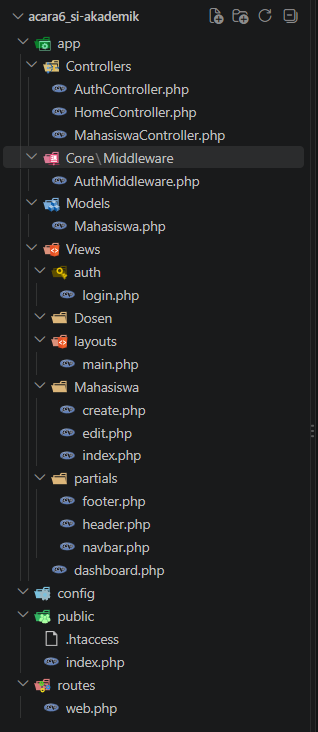 acara6_si-akademik
app
Controllers
AuthController.php
HomeController.php
MahasiswaController.php
Core\Middleware
AuthMiddleware.php
Models
Mahasiswa.php
Views
auth
login.php
Dosen
layouts
main.php
Mahasiswa
create.php
edit.php
index.php
partials
footer.php
header.php
navbar.php
dashboard.php
config
public
.htaccess
index.php
routes
web.php